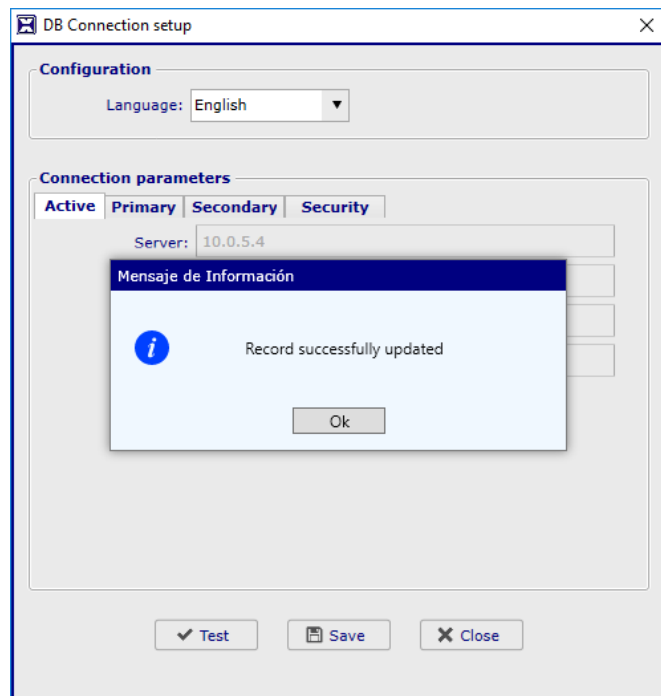 DB Connection setup
Configuration
Language: English
Connection parameters
Active Primary Secondary Security
Server: 10.0.5.4
Mensaje de Información
Record successfully updated
Ok
Test Save Close